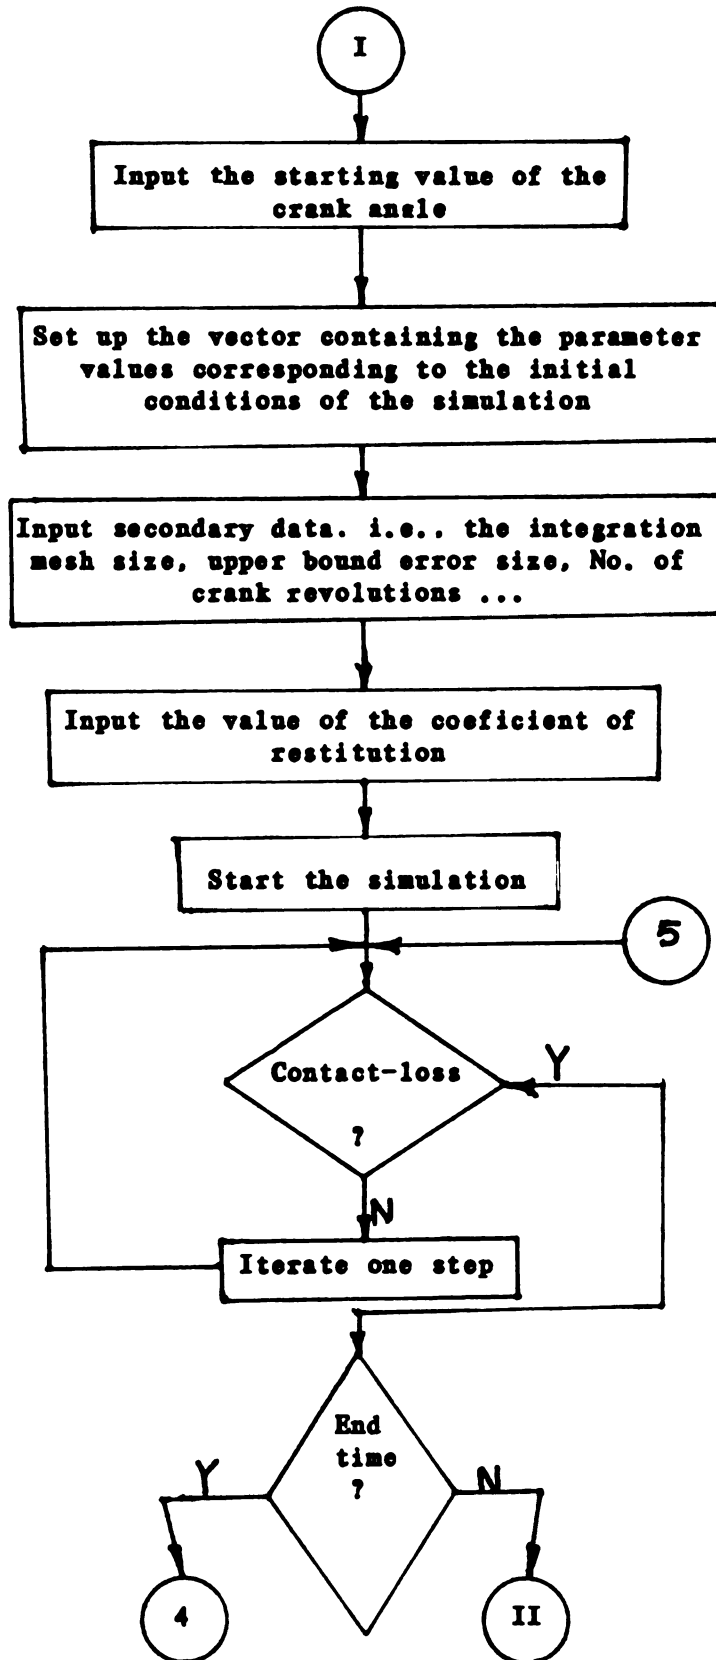 I
Input the starting value of the
crank angle
Set up the vector containing the parameter
values corresponding to the initial
conditions of the simulation
Input secondary data. i.e.. the integration
mesh size, upper bound error size, No. of
crank revolutions ...
Input the value of the coeficient of
restitution
Start the simulation
5
Contact-loss
?
Y
N
Iterate one step
End
time
?
Y
N
4
II